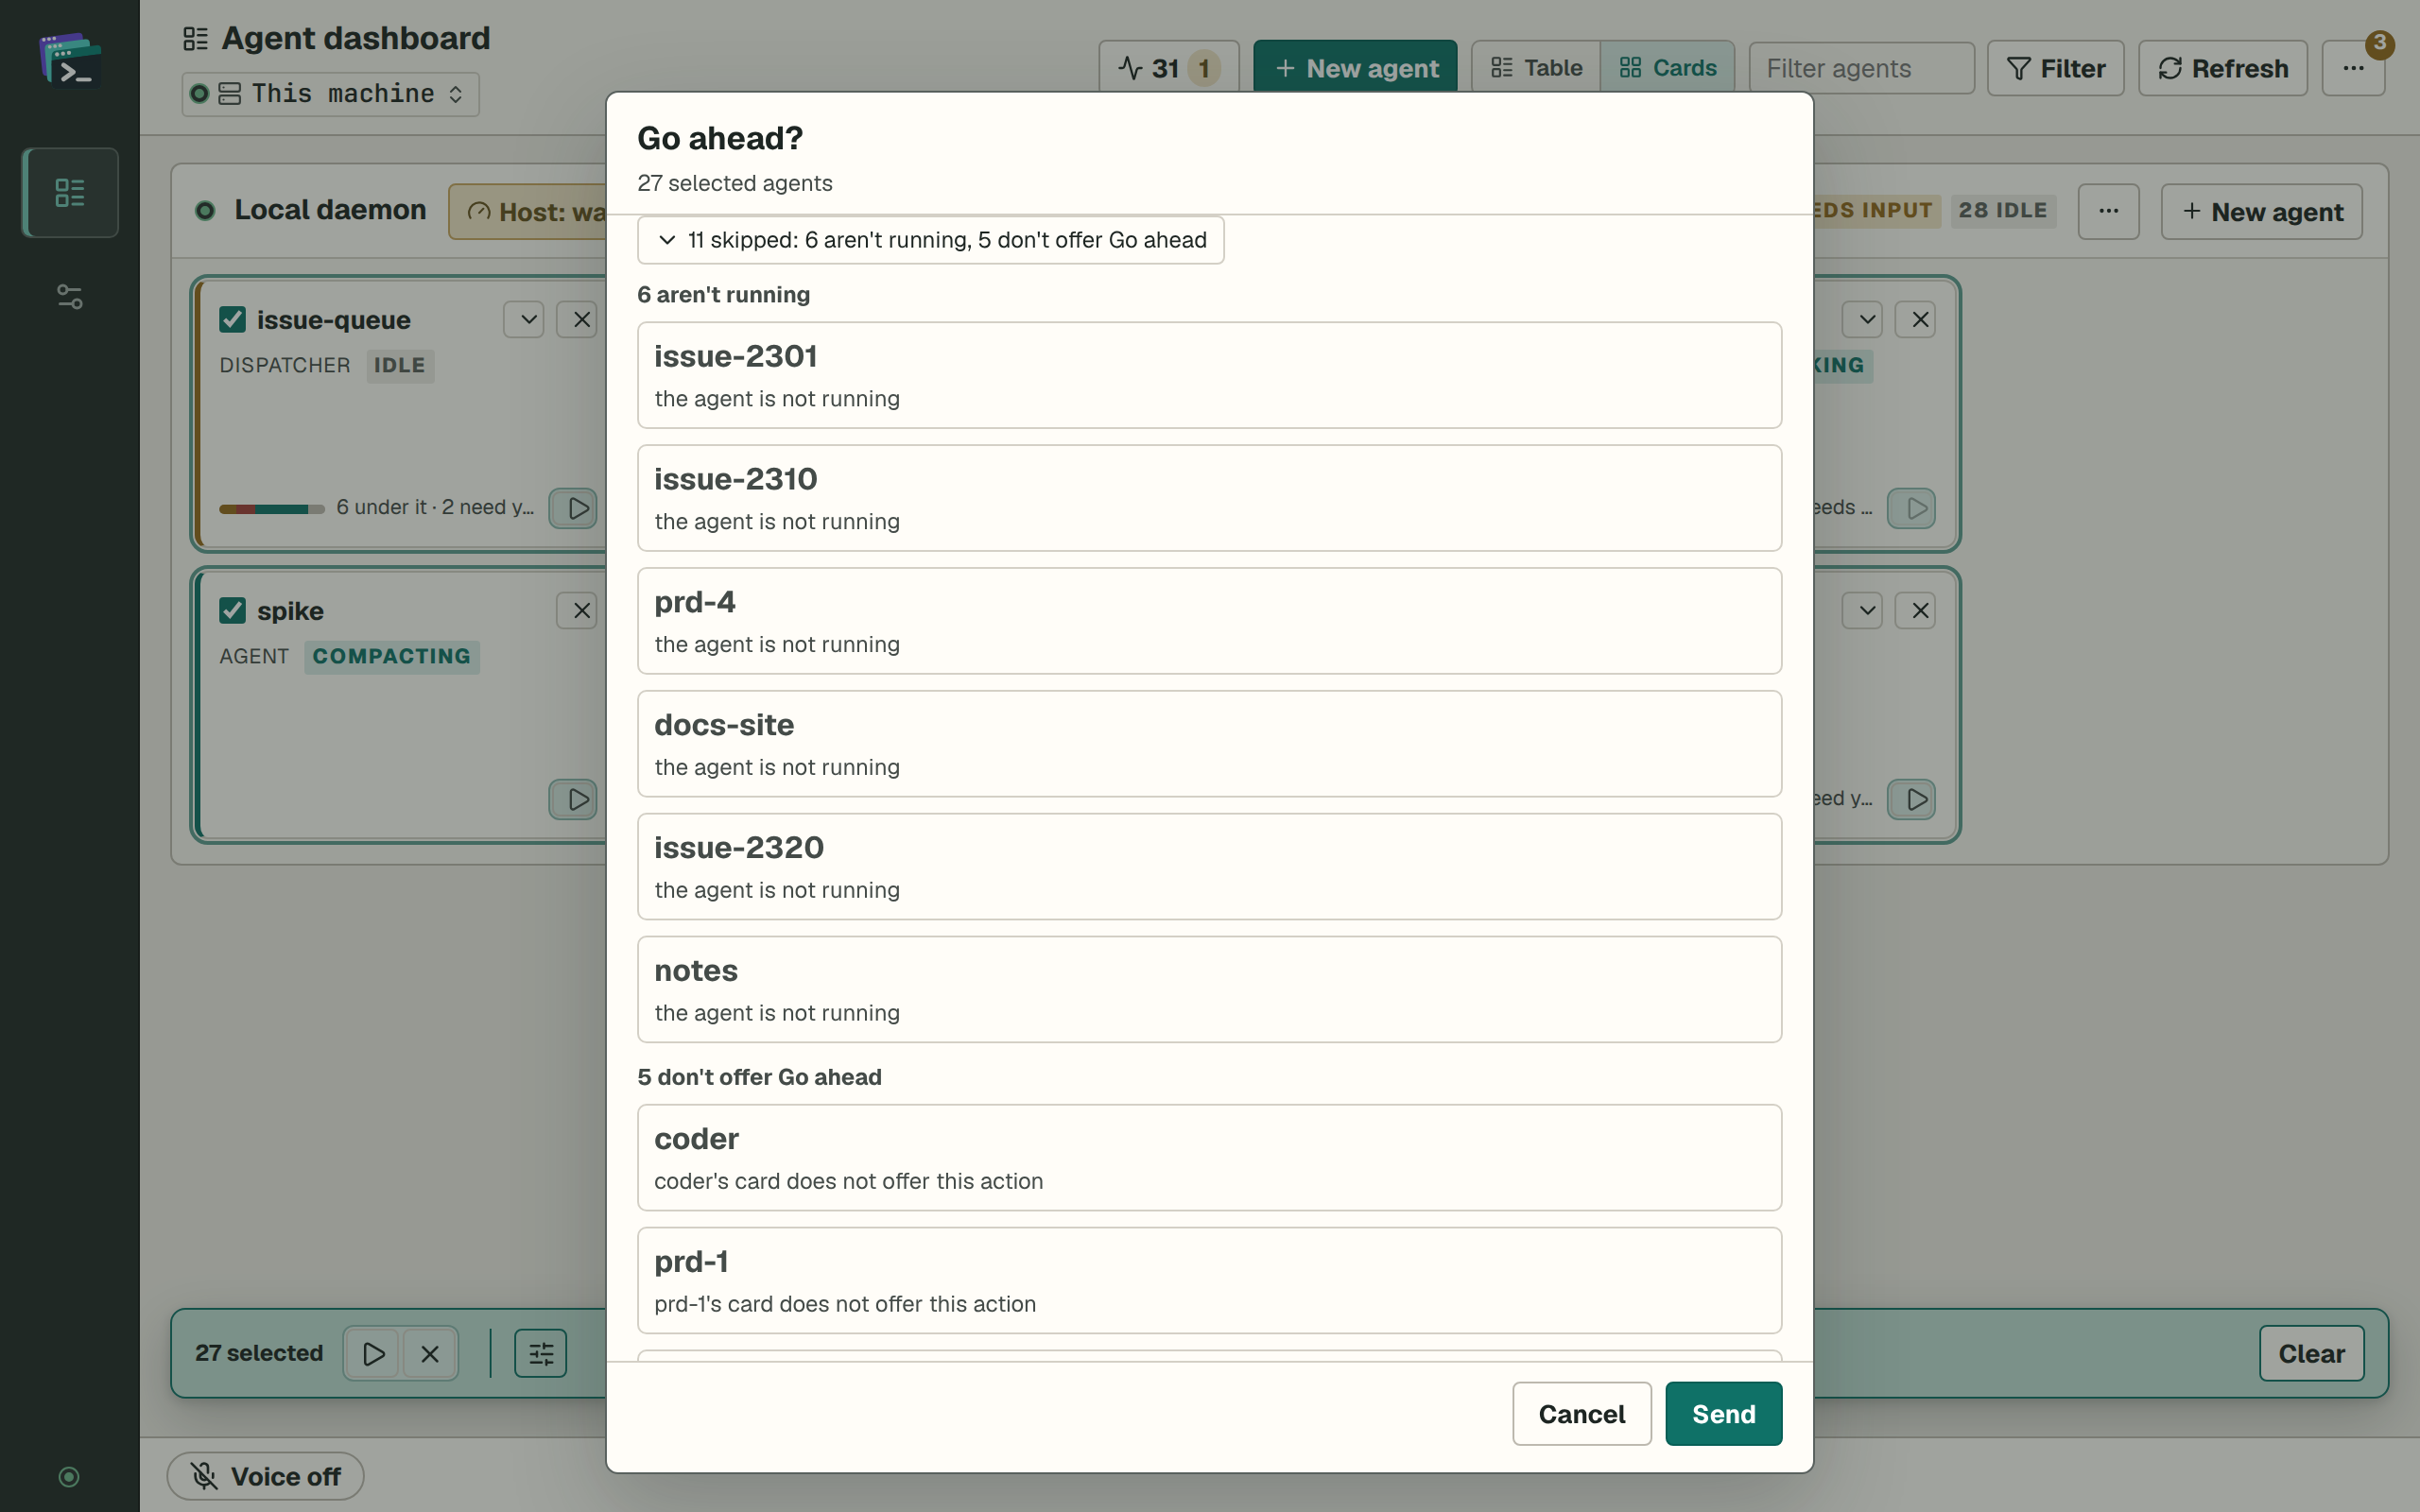 Agent dashboard
This machine
31 1
New agent
Table
Cards
Filter agents
Filter
Refresh
3
Local daemon
Host: wa
EDS INPUT
28 IDLE
New agent
issue-queue
DISPATCHER IDLE
6 under it · 2 need y...
spike
AGENT COMPACTING
KING
eeds ...
eed y...
Go ahead?
27 selected agents
11 skipped: 6 aren't running, 5 don't offer Go ahead
6 aren't running
issue-2301
the agent is not running
issue-2310
the agent is not running
prd-4
the agent is not running
docs-site
the agent is not running
issue-2320
the agent is not running
notes
the agent is not running
5 don't offer Go ahead
coder
coder's card does not offer this action
prd-1
prd-1's card does not offer this action
Cancel
Send
27 selected
Clear
Voice off